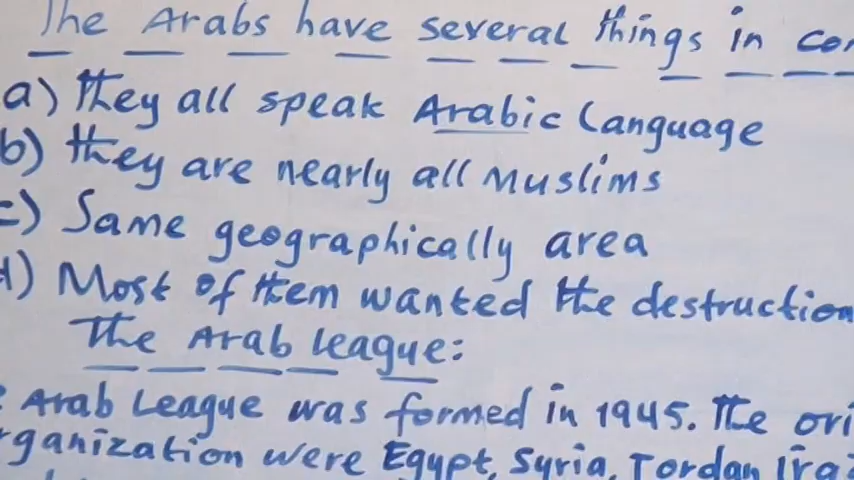 The Arabs have several things in
a) They all speak Arabic Language
b) they are nearly all Muslims
c) Same geographically area
d) Most of them wanted the destruction
The Arab League:
Arab League was formed in 1945. The
were Egypt, Syria, Jordan